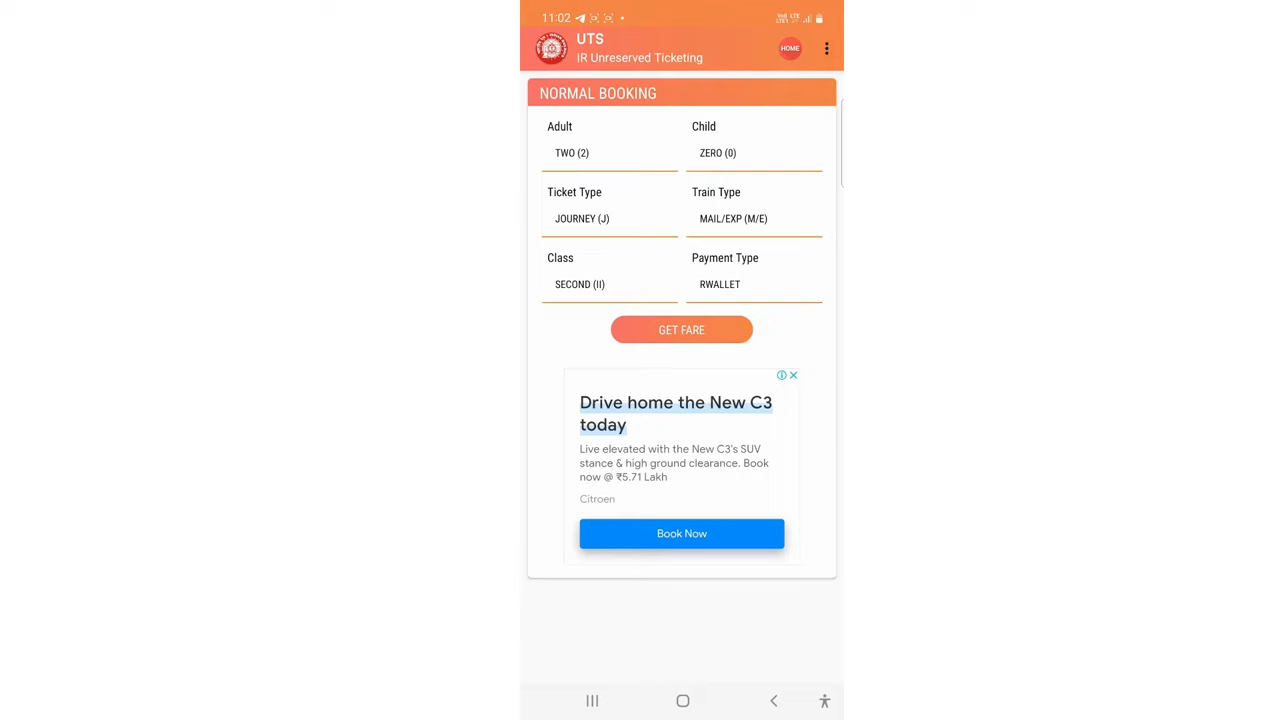 11:02
UTS
IR Unreserved Ticketing
HOME
NORMAL BOOKING
Adult
Child
TWO (2)
ZERO (0)
Ticket Type
Train Type
JOURNEY (J)
MAIL/EXP (M/E)
Class
Payment Type
SECOND (II)
RWALLET
GET FARE
Drive home the New C3
today
Live elevated with the New C3's SUV
stance & high ground clearance. Book
now @ ₹5.71 Lakh
Citroen
Book Now